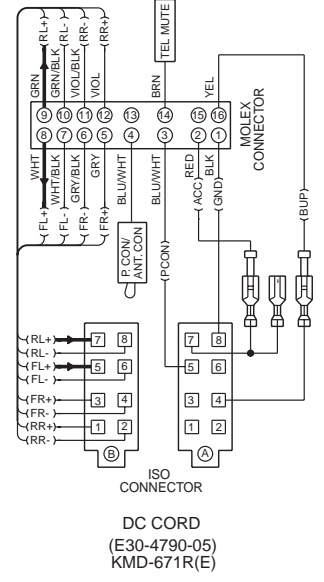 RL+
RL-
RR-
RR+
TEL MUTE
GRN
GRN/BLK
VIOL/BLK
VIOL
BRN
YEL
9 10 11 12 13 14 15 16
8 7 6 5 4 3 2 1
MOLEX
CONNECTOR
WHT
WHT/BLK
GRY/BLK
GRY
BLU/WHT
BLU/WHT
RED
BLK
FL+
FL-
FR-
FR+
P. CON/
ANT. CON
(PCON)
(ACC)
(GND)
(BUP)
(RL+)
(RL-)
(FL+)
(FL-)
(FR+)
(FR-)
(RR+)
(RR-)
7 8
5 6
3 4
1 2
B
7 8
5 6
3 4
1 2
A
ISO
CONNECTOR
DC CORD
(E30-4790-05)
KMD-671R(E)